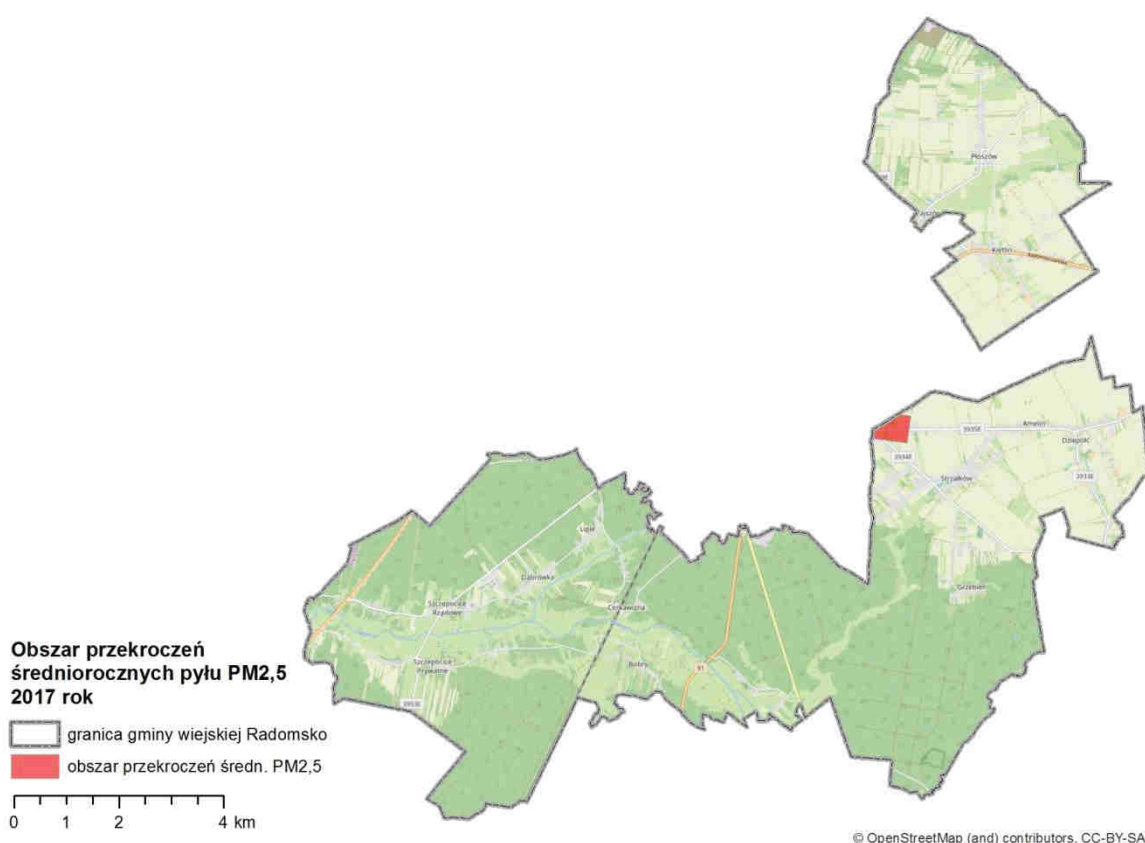 Płoszów
Kietlin
Amelin
Dziepółć
Strzałków
Grzebień
Lipie
Dąbrówka
Szczepocice
Rządowe
Cerkawizna
Szczepocice
Prywatne
Bobry
91
Obszar przekroczeń
średniorocznych pyłu PM2,5
2017 rok
granica gminy wiejskiej Radomsko
obszar przekroczeń średn. PM2,5
0 1 2 4 km
© OpenStreetMap (and) contributors, CC-BY-SA